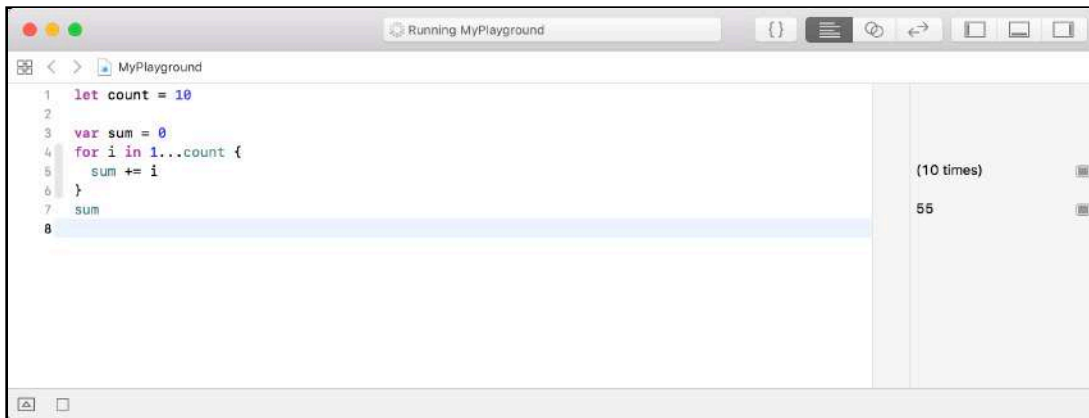 Running MyPlayground
{}
MyPlayground
1 let count = 10
2
3 var sum = 0
4 for i in 1...count {
5 sum += i
(10 times)
6 }
7 sum
55
8